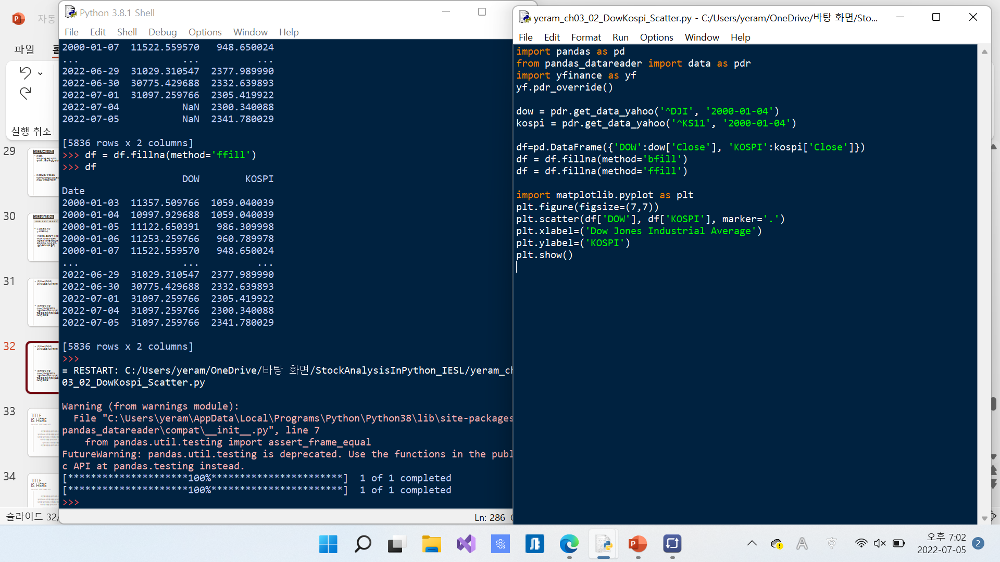 자동
파일
실행 취소
29
30
31
32
33
34
TITLE
IS HERE
TITLE
IS HERE
슬라이드 32/
Python 3.8.1 Shell
File Edit Shell Debug Options Window Help
2000-01-07 11522.559570 948.650024
... ... ...
2022-06-29 31029.310547 2377.989990
2022-06-30 30775.429688 2332.639893
2022-07-01 31097.259766 2305.419922
2022-07-04 NaN 2300.340088
2022-07-05 NaN 2341.780029
[5836 rows x 2 columns]
>>> df = df.fillna(method='ffill')
>>> df
DOW KOSPI
Date
2000-01-03 11357.509766 1059.040039
2000-01-04 10997.929688 1059.040039
2000-01-05 11122.650391 986.309998
2000-01-06 11253.259766 960.789978
2000-01-07 11522.559570 948.650024
... ... ...
2022-06-29 31029.310547 2377.989990
2022-06-30 30775.429688 2332.639893
2022-07-01 31097.259766 2305.419922
2022-07-04 31097.259766 2300.340088
2022-07-05 31097.259766 2341.780029
[5836 rows x 2 columns]
>>>
= RESTART: C:/Users/yeram/OneDrive/바탕 화면/StockAnalysisInPython_IESL/yeram_ch
03_02_DowKospi_Scatter.py
Warning (from warnings module):
File "C:\Users\yeram\AppData\Local\Programs\Python\Python38\lib\site-packages
pandas_datareader\compat\__init__.py", line 7
from pandas.util.testing import assert_frame_equal
FutureWarning: pandas.util.testing is deprecated. Use the functions in the publ
c API at pandas.testing instead.
[*********************100%***********************]  1 of 1 completed
[*********************100%***********************]  1 of 1 completed
>>>
Ln: 286
yeram_ch03_02_DowKospi_Scatter.py - C:/Users/yeram/OneDrive/바탕 화면/Sto...
File Edit Format Run Options Window Help
import pandas as pd
from pandas_datareader import data as pdr
import yfinance as yf
yf.pdr_override()
dow = pdr.get_data_yahoo('^DJI', '2000-01-04')
kospi = pdr.get_data_yahoo('^KS11', '2000-01-04')
df=pd.DataFrame({'DOW':dow['Close'], 'KOSPI':kospi['Close']})
df = df.fillna(method='bfill')
df = df.fillna(method='ffill')
import matplotlib.pyplot as plt
plt.figure(figsize=(7,7))
plt.scatter(df['DOW'], df['KOSPI'], marker='.')
plt.xlabel=('Dow Jones Industrial Average')
plt.ylabel=('KOSPI')
plt.show()
오후 7:02
2022-07-05
2